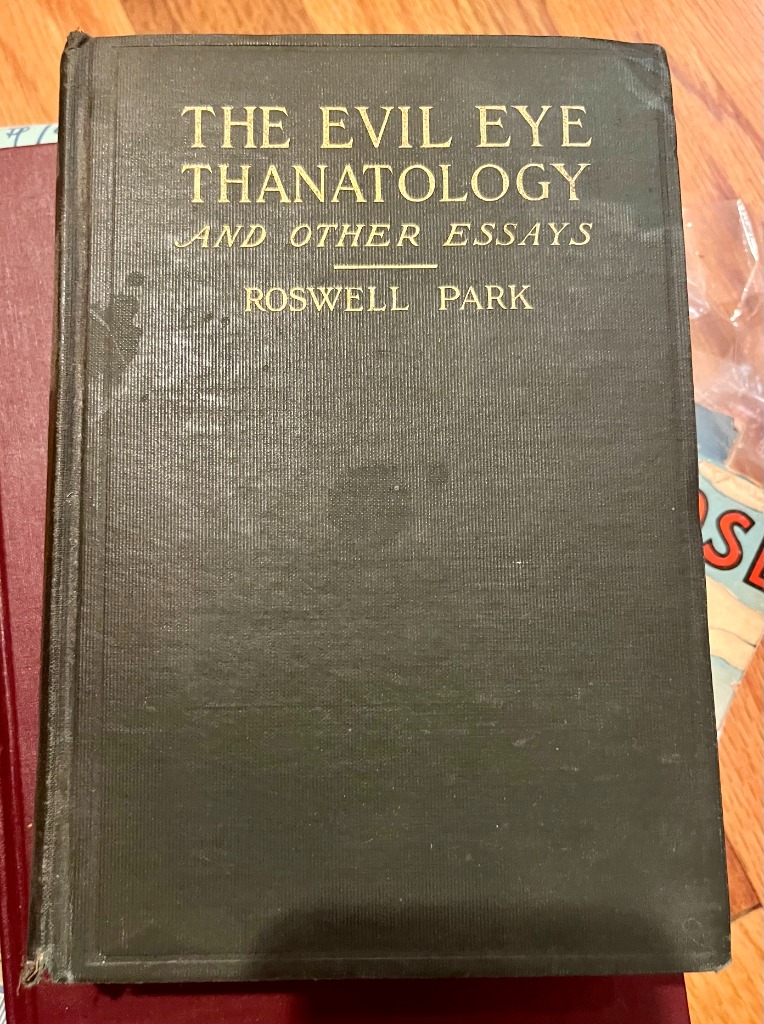 THE EVIL EYE
THANATOLOGY
AND OTHER ESSAYS
ROSWELL PARK